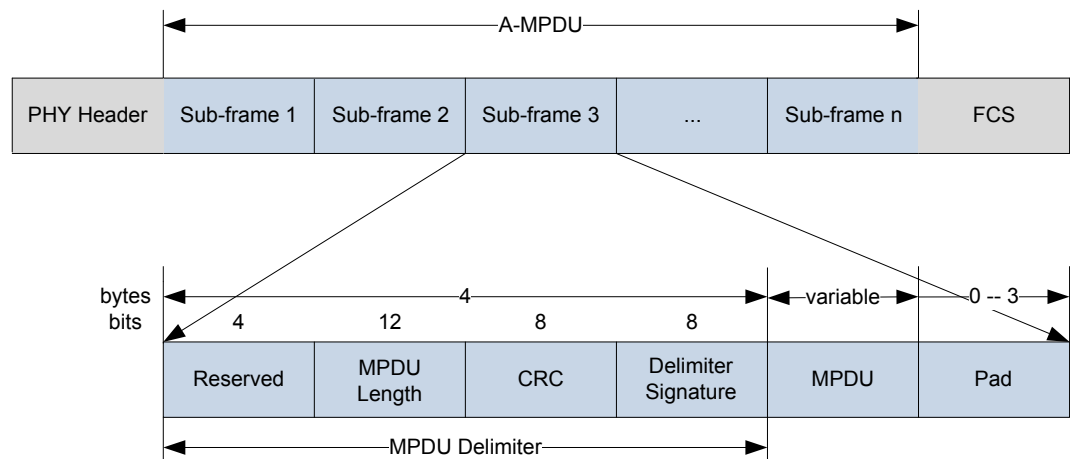 A-MPDU
PHY Header Sub-frame 1 Sub-frame 2 Sub-frame 3 ... Sub-frame n FCS
bytes 4 variable 0 -- 3
bits 4 12 8 8
Reserved MPDU Length CRC Delimiter Signature MPDU Pad
MPDU Delimiter